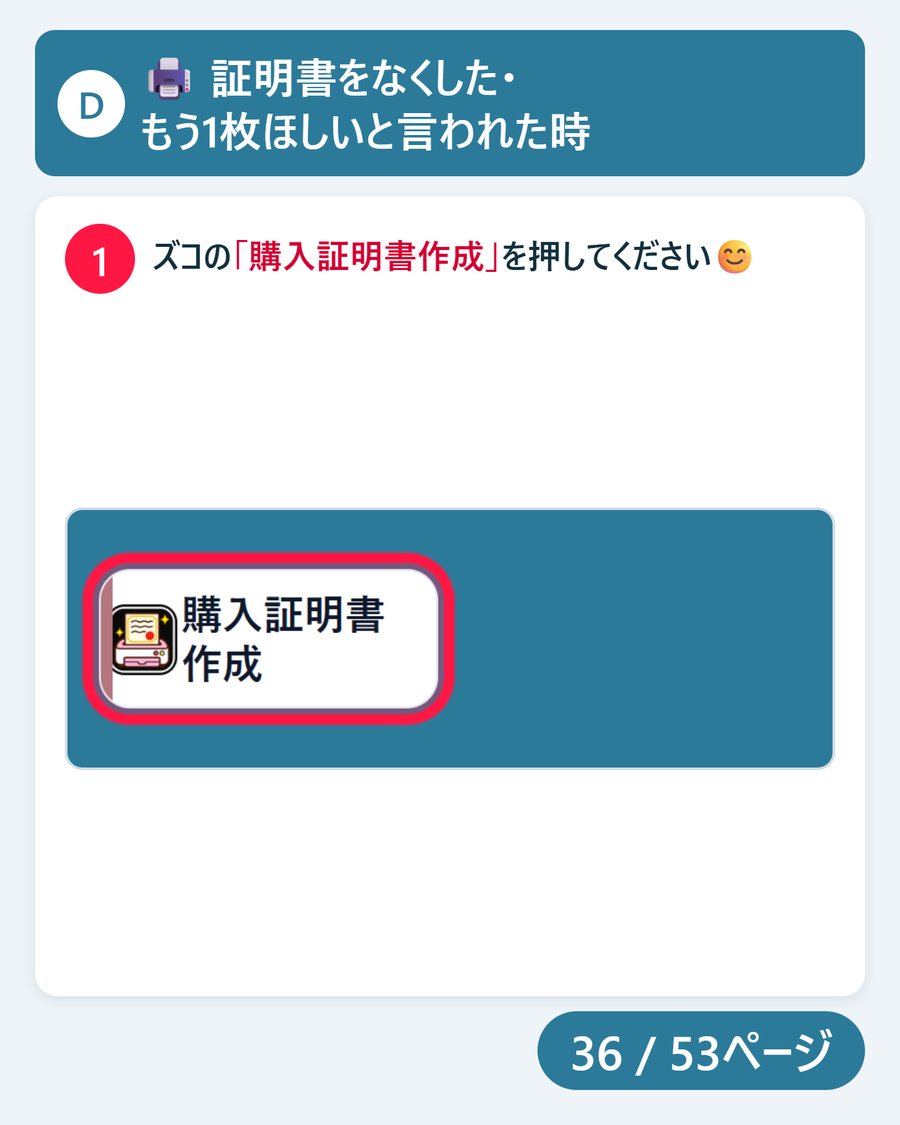 D
証明書をなくした・
もう1枚ほしいと言われた時
1
ズコの「購入証明書作成」を押してください
購入証明書
作成
36 / 53ページ